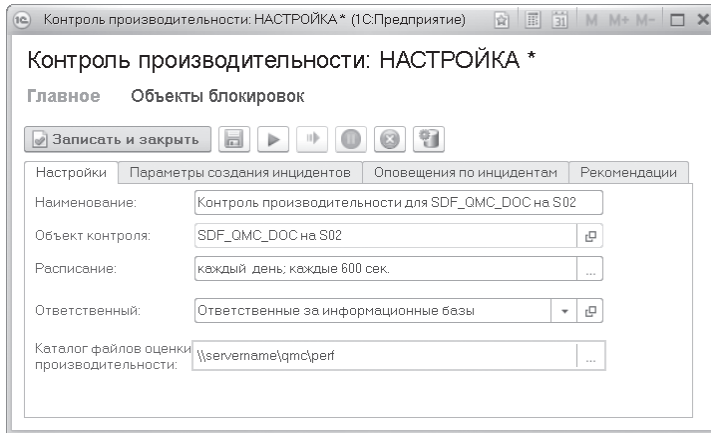 1С Контроль производительности: НАСТРОЙКА * (1С:Предприятие) 31 M M+ M-
Контроль производительности: НАСТРОЙКА *
Главное Объекты блокировок
Записать и закрыть
Настройки Параметры создания инцидентов Оповещения по инцидентам Рекомендации
Наименование: Контроль производительности для SDF_QMC_DOC на S02
Объект контроля: SDF_QMC_DOC на S02
Расписание: каждый день; каждые 600 сек. ...
Ответственный: Ответственные за информационные базы
Каталог файлов оценки
производительности: \\servername\qmc\perf ...